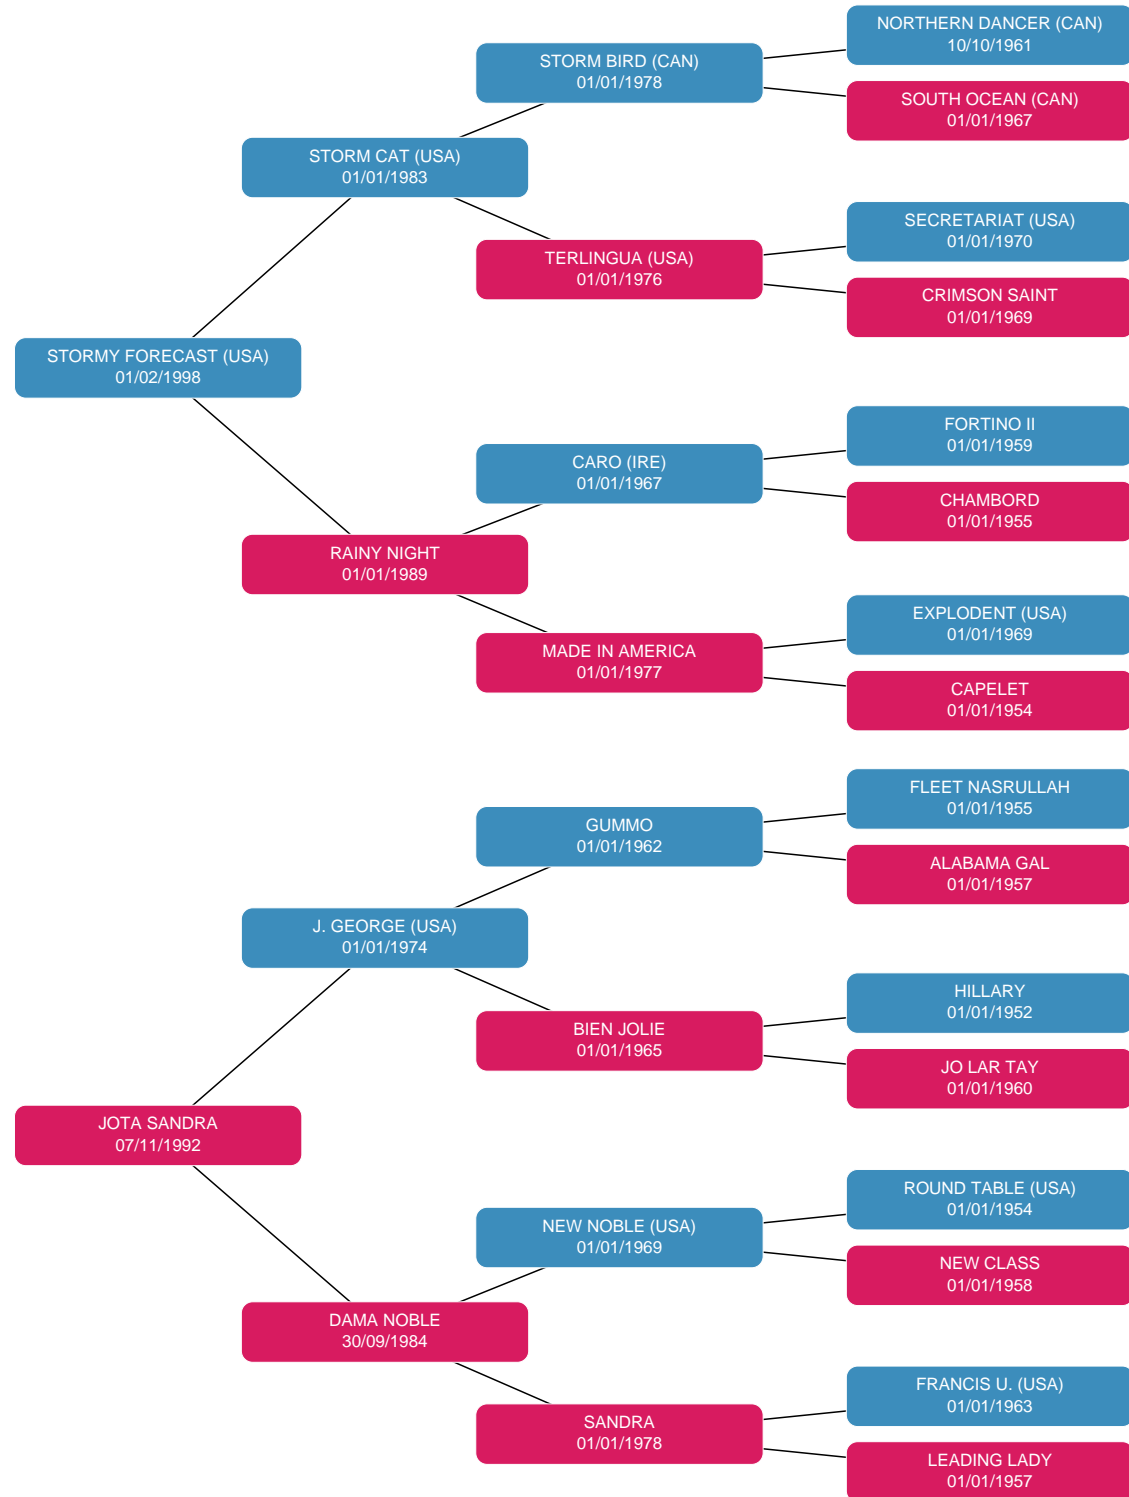 NORTHERN DANCER (CAN)
10/10/1961
STORM BIRD (CAN)
01/01/1978
SOUTH OCEAN (CAN)
01/01/1967
STORM CAT (USA)
01/01/1983
SECRETARIAT (USA)
01/01/1970
TERLINGUA (USA)
01/01/1976
CRIMSON SAINT
01/01/1969
STORMY FORECAST (USA)
01/02/1998
FORTINO II
01/01/1959
CARO (IRE)
01/01/1967
CHAMBORD
01/01/1955
RAINY NIGHT
01/01/1989
EXPLODENT (USA)
01/01/1969
MADE IN AMERICA
01/01/1977
CAPELET
01/01/1954
FLEET NASRULLAH
01/01/1955
GUMMO
01/01/1962
ALABAMA GAL
01/01/1957
J. GEORGE (USA)
01/01/1974
HILLARY
01/01/1952
BIEN JOLIE
01/01/1965
JO LAR TAY
01/01/1960
JOTA SANDRA
07/11/1992
ROUND TABLE (USA)
01/01/1954
NEW NOBLE (USA)
01/01/1969
NEW CLASS
01/01/1958
DAMA NOBLE
30/09/1984
FRANCIS U. (USA)
01/01/1963
SANDRA
01/01/1978
LEADING LADY
01/01/1957